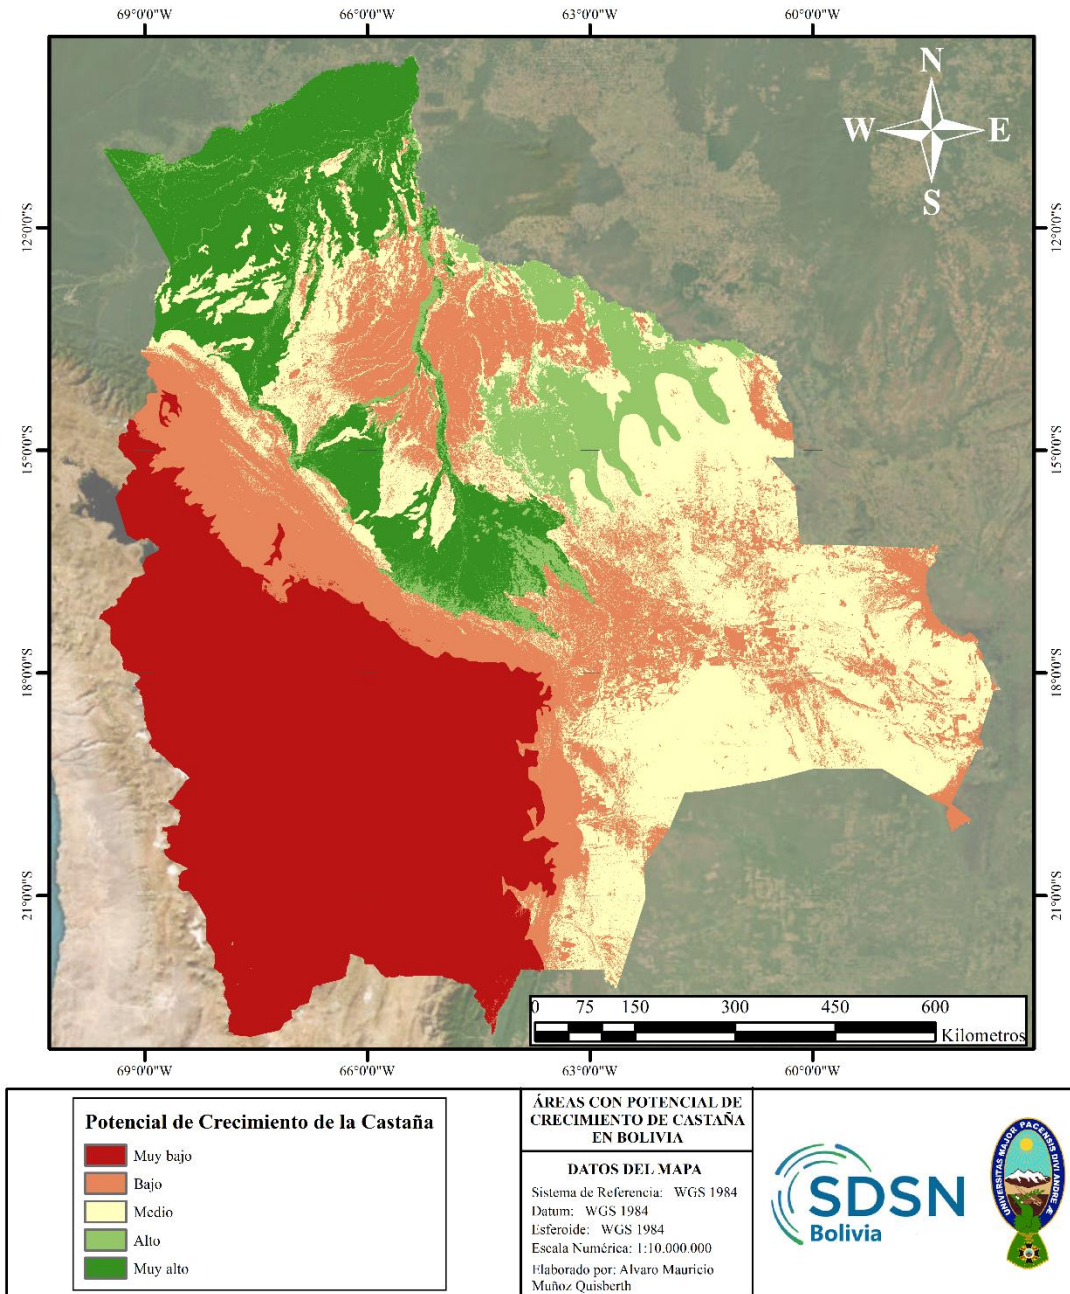 69°0'0"W 66°0'0"W 63°0'0"W 60°0'0"W
N
W E
S
12°0'0"S 12°0'0"S
15°0'0"S 15°0'0"S
18°0'0"S 18°0'0"S
21°0'0"S 21°0'0"S
0 75 150 300 450 600
Kilometros
69°0'0"W 66°0'0"W 63°0'0"W 60°0'0"W
Potencial de Crecimiento de la Castaña
Muy bajo
Bajo
Medio
Alto
Muy alto
ÁREAS CON POTENCIAL DE
CRECIMIENTO DE CASTAÑA
EN BOLIVIA
DATOS DEL MAPA
Sistema de Referencia: WGS 1984
Datum: WGS 1984
Esferoide: WGS 1984
Escala Numérica: 1:10.000.000
Elaborado por: Alvaro Mauricio
Muñoz Quisberth
SDSN
Bolivia
UNIVERSITAS MAJOR PACENSIS DIVI ANDRE Æ